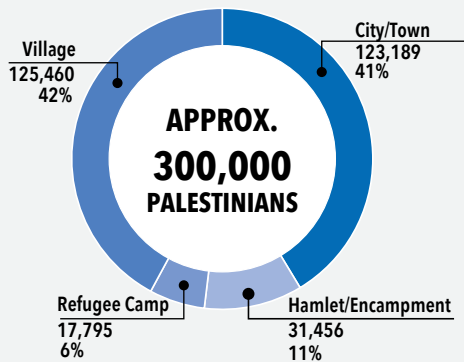 Village
125,460
42%
City/Town
123,189
41%
APPROX.
300,000
PALESTINIANS
Refugee Camp
17,795
6%
Hamlet/Encampment
31,456
11%